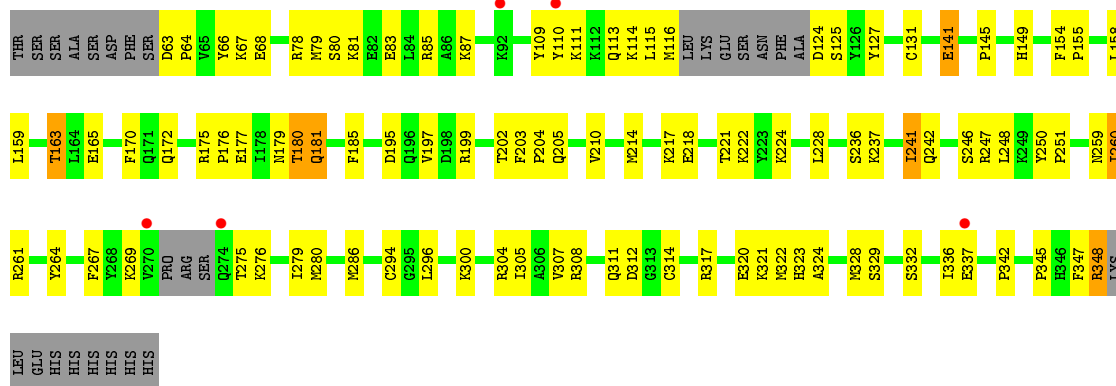 THR SER SER ALA SER ASP PHE SER D63 P64 V65 Y66 K67 E68 R78 M79 S80 K81 E82 E83 L84 R85 A86 K87 K92 Y109 Y110 K111 K112 Q113 K114 L115 M116 LEU LYS GLU SER ASN PHE ALA D124 S125 Y126 Y127 C131 E141 P145 H149 F154 P155 L158
L159 T163 L164 E165 F170 Q171 Q172 R175 P176 E177 I178 N179 T180 Q181 F185 D195 Q196 V197 D198 R199 T202 F203 P204 Q205 V210 M214 K217 E218 T221 K222 Y223 K224 L228 S236 K237 I241 Q242 S246 R247 L248 K249 Y250 P251 N259
R261 Y264 F267 Y268 K269 V270 PRO ARG SER Q274 T275 K276 I279 M280 M286 C294 G295 L296 K300 R304 I305 A306 V307 R308 Q311 D312 G313 C314 R317 E320 K321 M322 H323 A324 M328 S329 S332 I336 E337 P342 P345 H346 F347 R348 LYS
LEU GLU HIS HIS HIS HIS HIS HIS